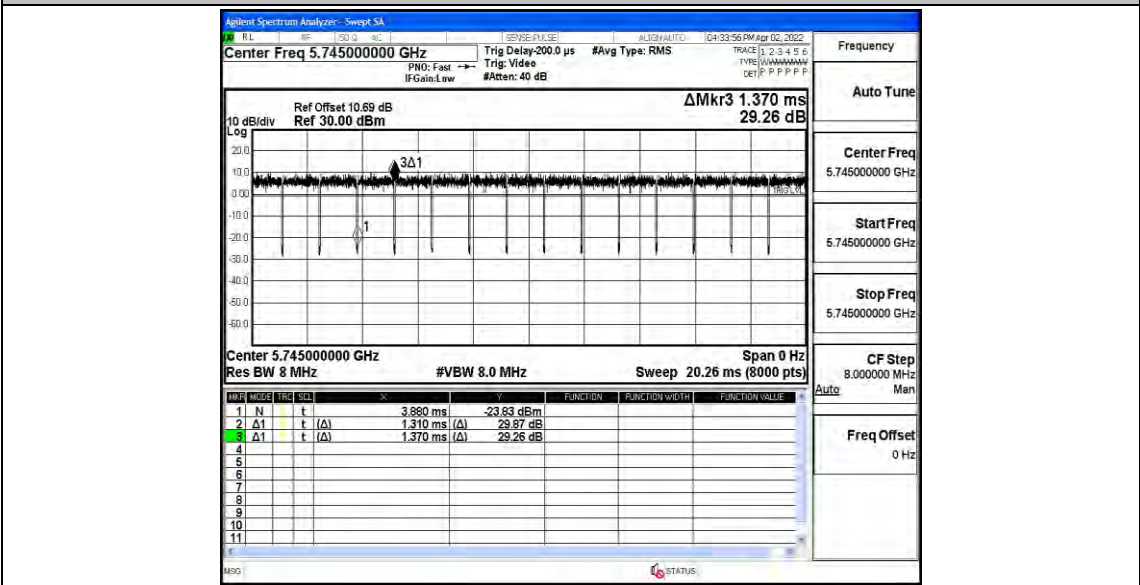 Agilent Spectrum Analyzer - Swept SA
RL RF 50 Ω AC SENSE:PULSE ALIGN AUTO 04:33:56 PM Apr 02, 2022
Center Freq 5.745000000 GHz Trig Delay-200.0 µs #Avg Type: RMS TRACE 1 2 3 4 5 6
PNO: Fast Trig: Video TYPE WWWWWW
IFGain:Low #Atten: 40 dB DET P P P P P P
ΔMkr3 1.370 ms
Ref Offset 10.69 dB
10 dB/div Ref 30.00 dBm 29.26 dB
Log
20.0
3Δ1
10.0
0.00
TRIG LVL
-10.0
1
-20.0
-30.0
-40.0
-50.0
-60.0
Center 5.745000000 GHz Span 0 Hz
Res BW 8 MHz #VBW 8.0 MHz Sweep 20.26 ms (8000 pts)
MKR MODE TRC SCL X Y FUNCTION FUNCTION WIDTH FUNCTION VALUE
1 N t 3.880 ms -23.83 dBm
2 Δ1 t (Δ) 1.310 ms (Δ) 29.87 dB
3 Δ1 t (Δ) 1.370 ms (Δ) 29.26 dB
4
5
6
7
8
9
10
11
MSG STATUS
Frequency
Auto Tune
Center Freq
5.745000000 GHz
Start Freq
5.745000000 GHz
Stop Freq
5.745000000 GHz
CF Step
8.000000 MHz
Auto Man
Freq Offset
0 Hz